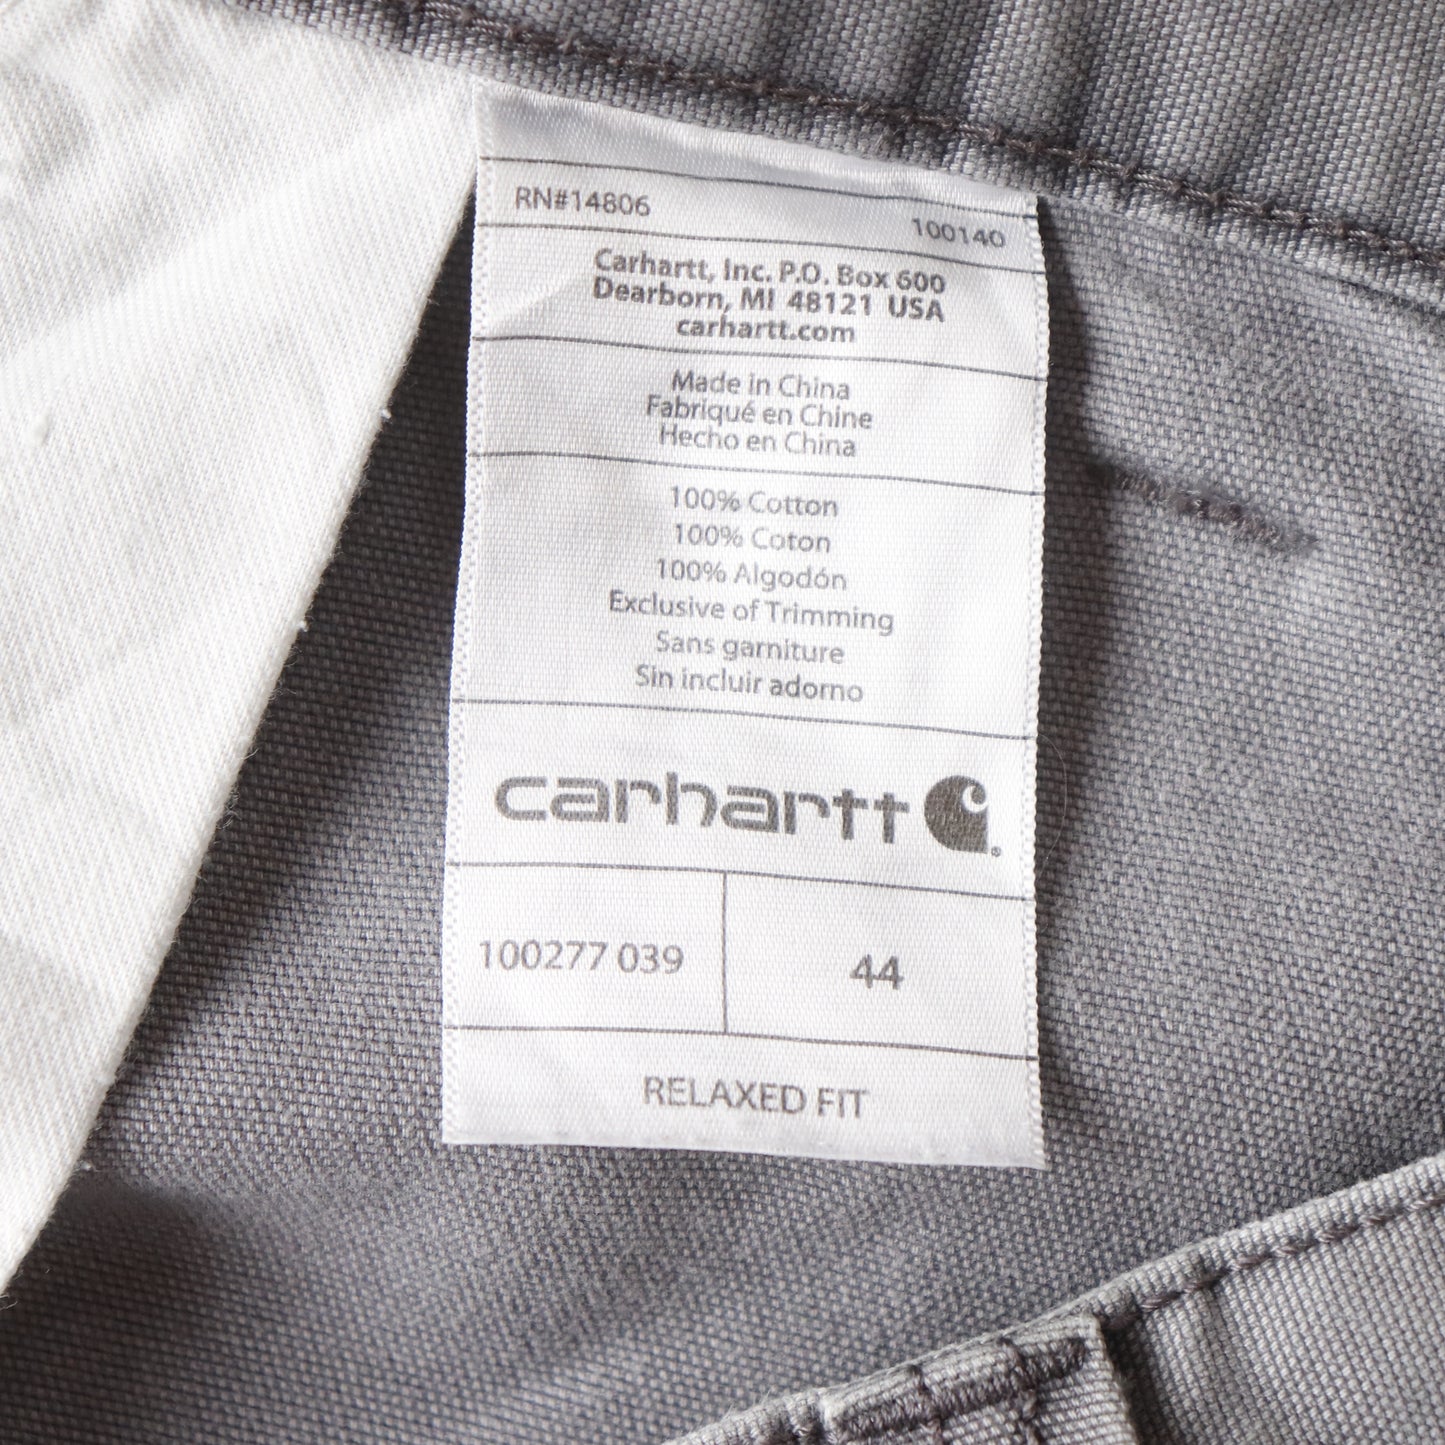 RN#14806 100140
Carhartt, Inc. P.O. Box 600
Dearborn, MI 48121 USA
carhartt.com
Made in China
Fabriqué en Chine
Hecho en China
100% Cotton
100% Coton
100% Algodón
Exclusive of Trimming
Sans garniture
Sin incluir adorno
carhartt
100277 039 44
RELAXED FIT